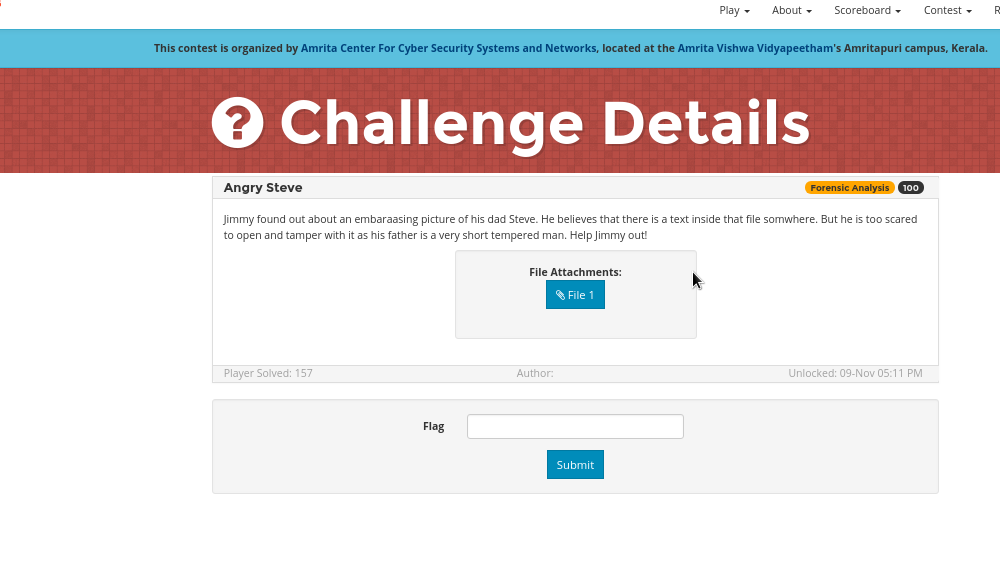 Play About Scoreboard Contest R
This contest is organized by Amrita Center For Cyber Security Systems and Networks, located at the Amrita Vishwa Vidyapeetham's Amritapuri campus, Kerala.
? Challenge Details
Angry Steve Forensic Analysis 100
Jimmy found out about an embaraasing picture of his dad Steve. He believes that there is a text inside that file somwhere. But he is too scared
to open and tamper with it as his father is a very short tempered man. Help Jimmy out!
File Attachments:
File 1
Player Solved: 157 Author: Unlocked: 09-Nov 05:11 PM
Flag
Submit